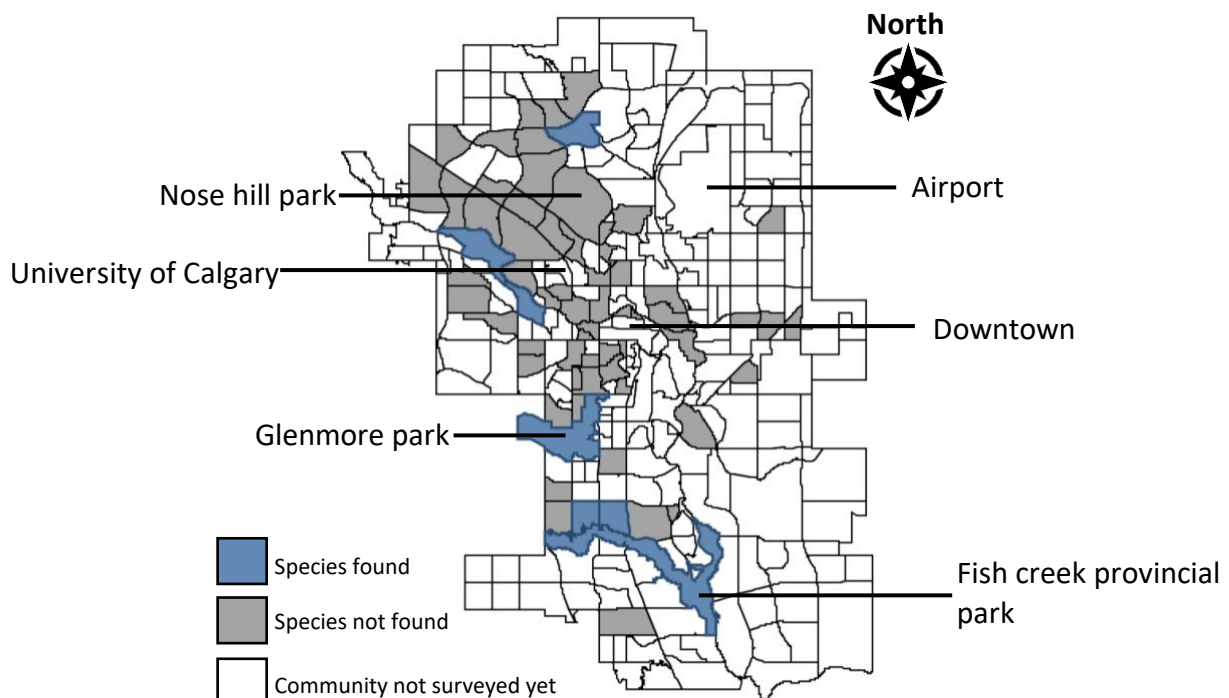 North
Nose hill park
Airport
University of Calgary
Downtown
Glenmore park
Species found
Species not found
Community not surveyed yet
Fish creek provincial
park